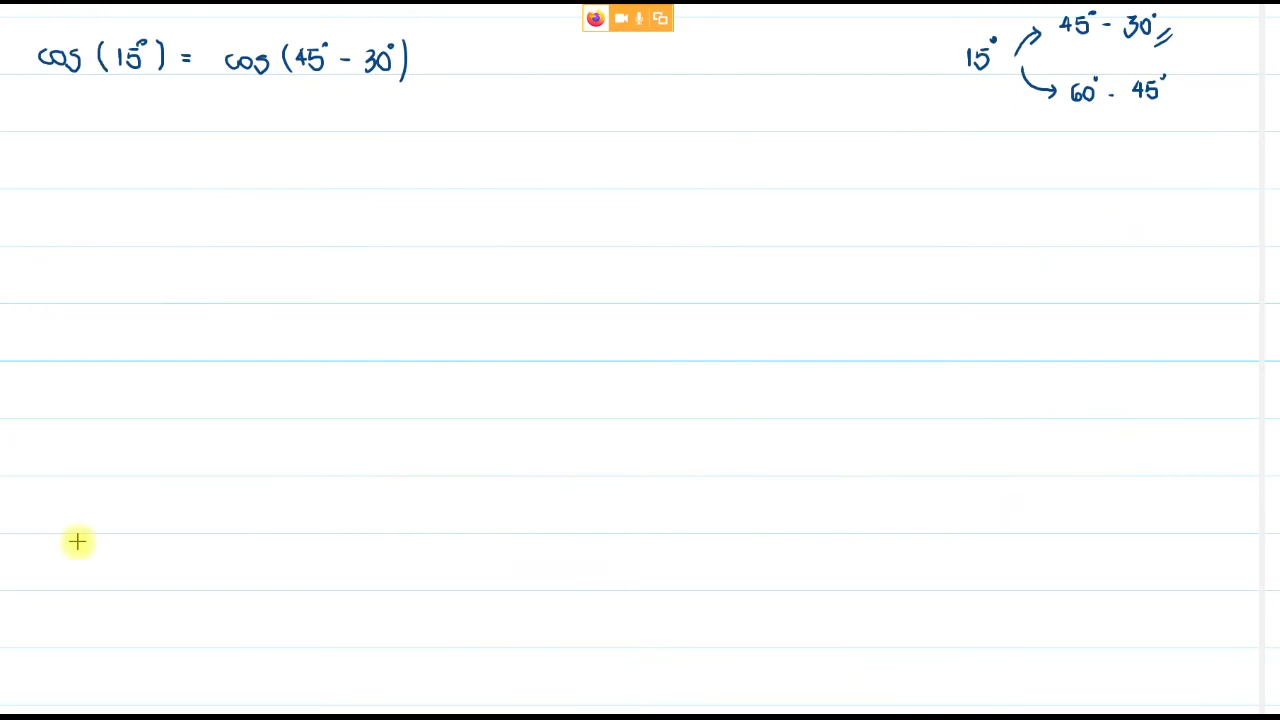 cos (15°) = cos (45° - 30°)
45° - 30°
15°
60° - 45°